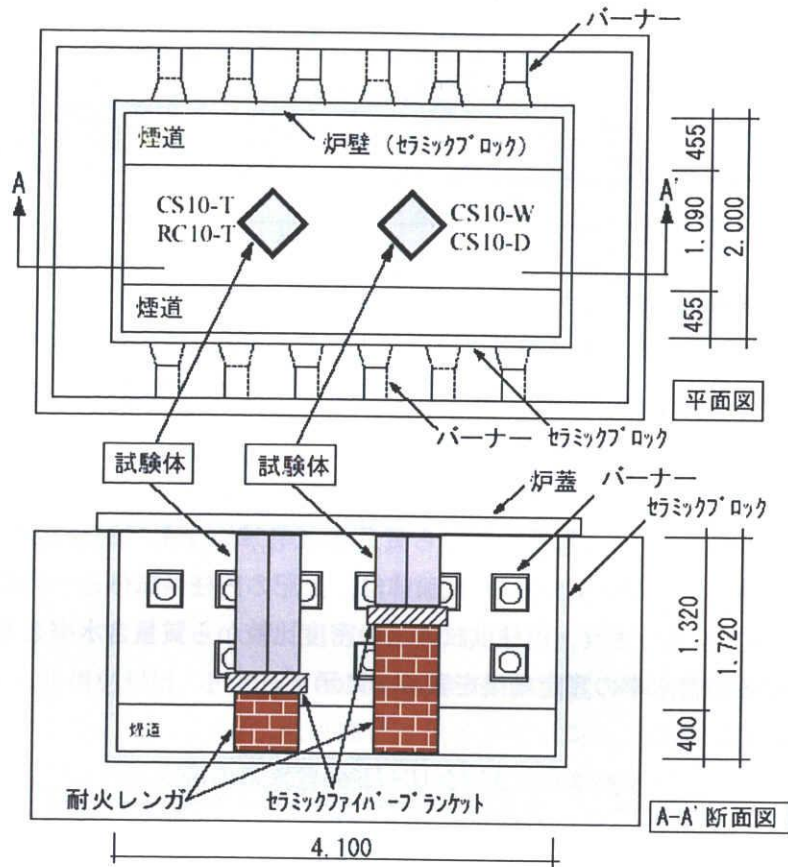 バーナー
煙道
炉壁 (ｾﾗﾐｯｸﾌﾞﾛｯｸ)
A
A'
CS10-T
RC10-T
CS10-W
CS10-D
煙道
455
1.090
455
2.000
平面図
バーナー
ｾﾗﾐｯｸﾌﾞﾛｯｸ
試験体
試験体
炉蓋
バーナー
ｾﾗﾐｯｸﾌﾞﾛｯｸ
1.320
400
1.720
煙道
耐火レンガ
ｾﾗﾐｯｸﾌｧｲﾊﾞｰﾌﾞﾗﾝｹｯﾄ
A-A' 断面図
4.100